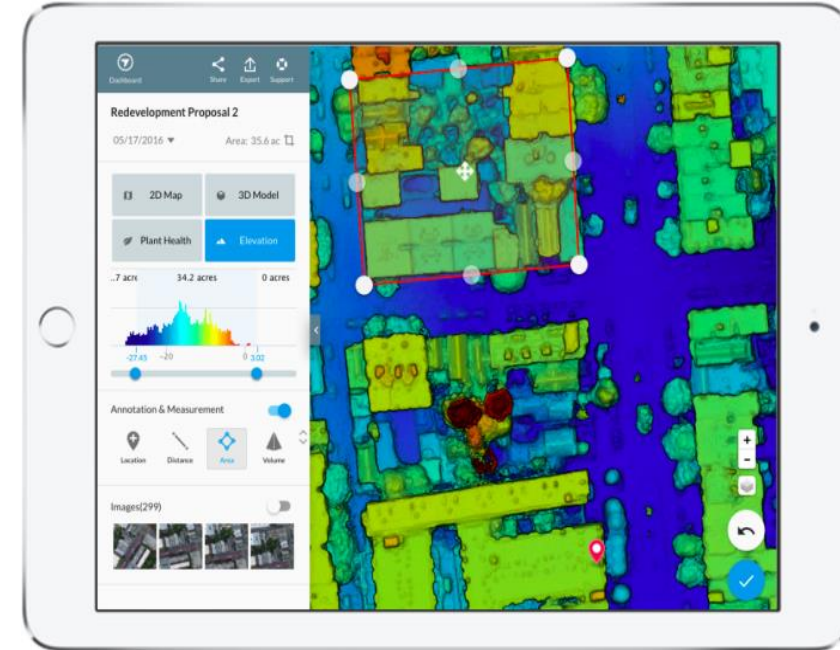 Dashboard
Share Export Support
Redevelopment Proposal 2
05/17/2016 Area: 35.6 ac
2D Map 3D Model
Plant Health Elevation
..7 acre 34.2 acres 0 acres
-27.45 -20 0 3.02
Annotation & Measurement
Location Distance Area Volume
Images(299)
+
-